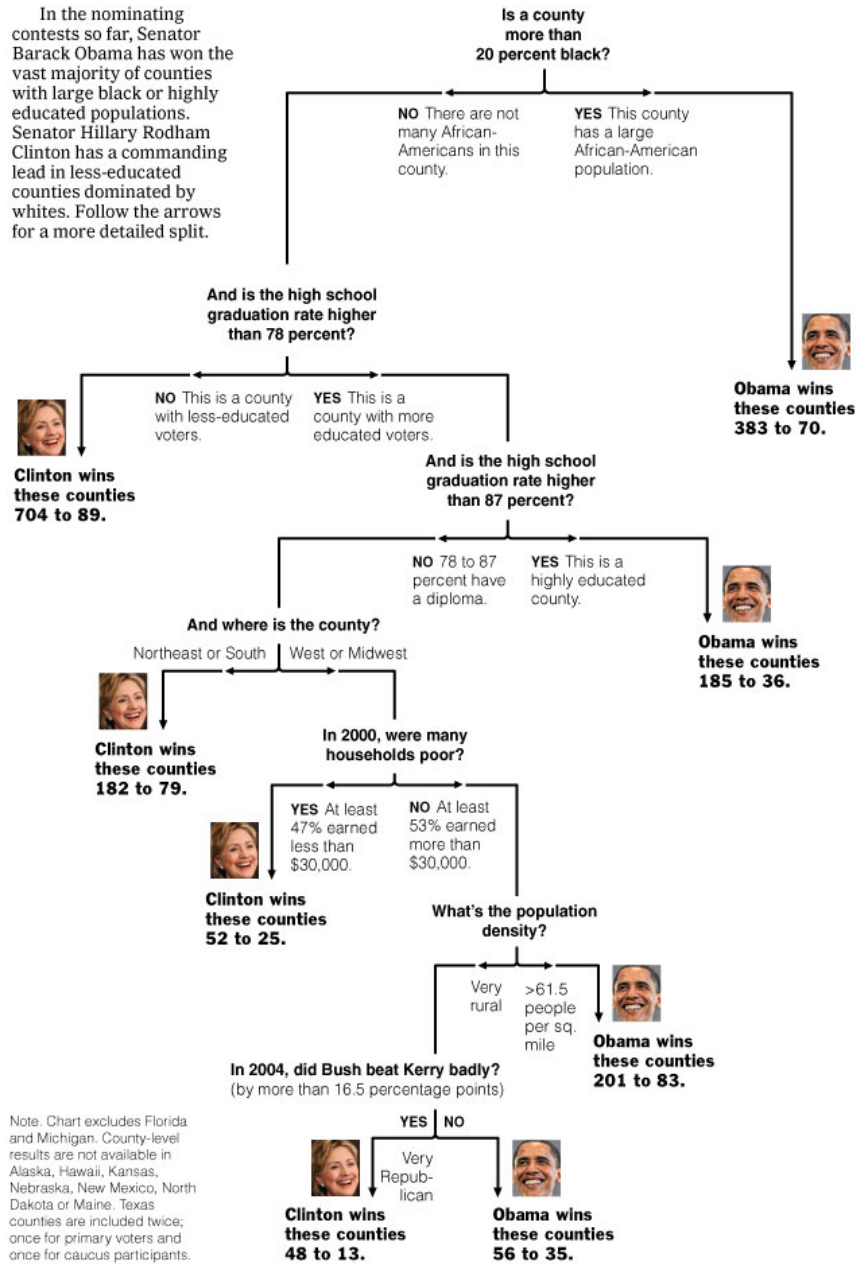 In the nominating
contests so far, Senator
Barack Obama has won the
vast majority of counties
with large black or highly
educated populations.
Senator Hillary Rodham
Clinton has a commanding
lead in less-educated
counties dominated by
whites. Follow the arrows
for a more detailed split.
Is a county
more than
20 percent black?
NO There are not
many African-
Americans in this
county.
YES This county
has a large
African-American
population.
And is the high school
graduation rate higher
than 78 percent?
Obama wins
these counties
383 to 70.
NO This is a county
with less-educated
voters.
YES This is a
county with more
educated voters.
Clinton wins
these counties
704 to 89.
And is the high school
graduation rate higher
than 87 percent?
NO 78 to 87
percent have
a diploma.
YES This is a
highly educated
county.
Obama wins
these counties
185 to 36.
And where is the county?
Northeast or South
West or Midwest
Clinton wins
these counties
182 to 79.
In 2000, were many
households poor?
YES At least
47% earned
less than
$30,000.
NO At least
53% earned
more than
$30,000.
Clinton wins
these counties
52 to 25.
What's the population
density?
Very
rural
>61.5
people
per sq.
mile
Obama wins
these counties
201 to 83.
In 2004, did Bush beat Kerry badly?
(by more than 16.5 percentage points)
YES
NO
Very
Repub-
lican
Clinton wins
these counties
48 to 13.
Obama wins
these counties
56 to 35.
Note. Chart excludes Florida
and Michigan. County-level
results are not available in
Alaska, Hawaii, Kansas,
Nebraska, New Mexico, North
Dakota or Maine. Texas
counties are included twice;
once for primary voters and
once for caucus participants.